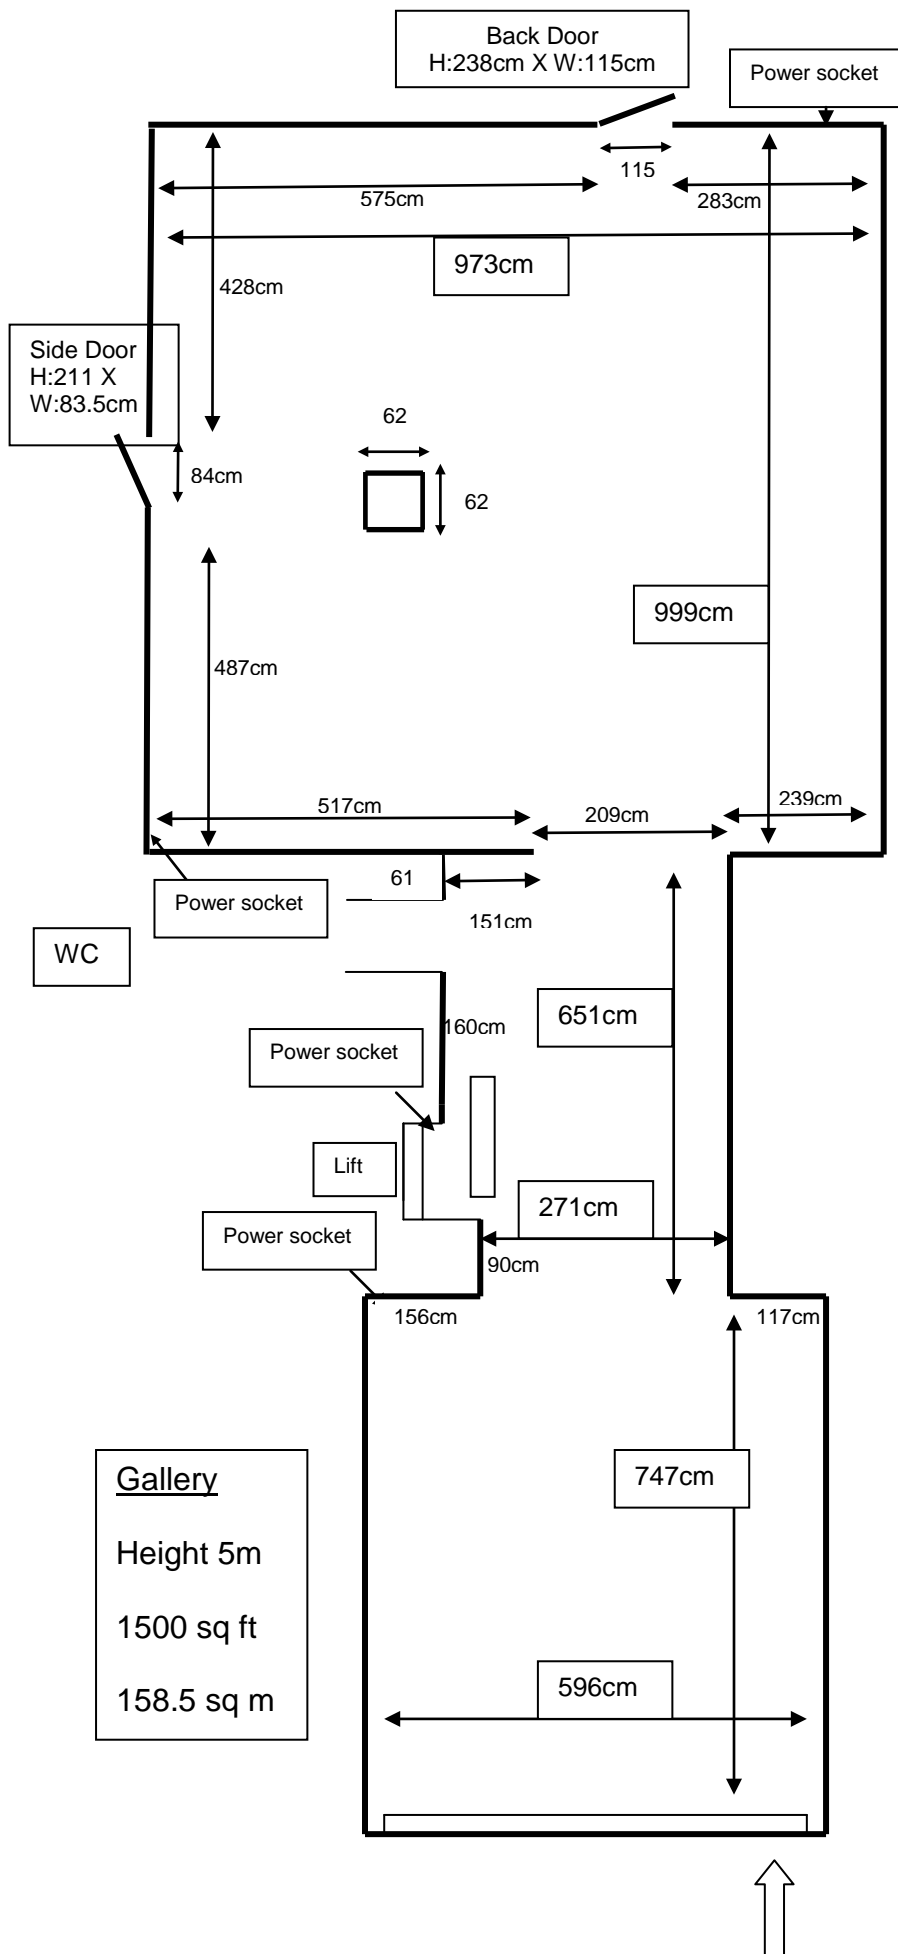 Back Door
H:238cm X W:115cm
Power socket
115
575cm
283cm
973cm
428cm
Side Door
H:211 X
W:83.5cm
62
84cm
62
999cm
487cm
517cm
239cm
209cm
61
Power socket
151cm
WC
651cm
160cm
Power socket
Lift
271cm
Power socket
90cm
156cm
117cm
747cm
Gallery
Height 5m
1500 sq ft
158.5 sq m
596cm